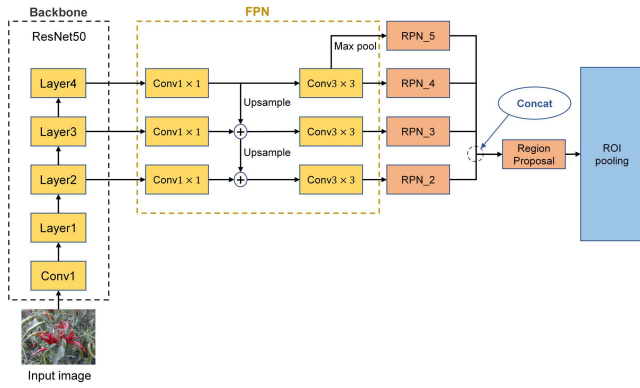 Backbone
FPN
ResNet50
Max pool
RPN_5
Layer4
Conv1 × 1
Conv3 × 3
RPN_4
Upsample
Concat
Layer3
Conv1 × 1
Conv3 × 3
RPN_3
Upsample
Region
Proposal
ROI
pooling
Layer2
Conv1 × 1
Conv3 × 3
RPN_2
Layer1
Conv1
Input image